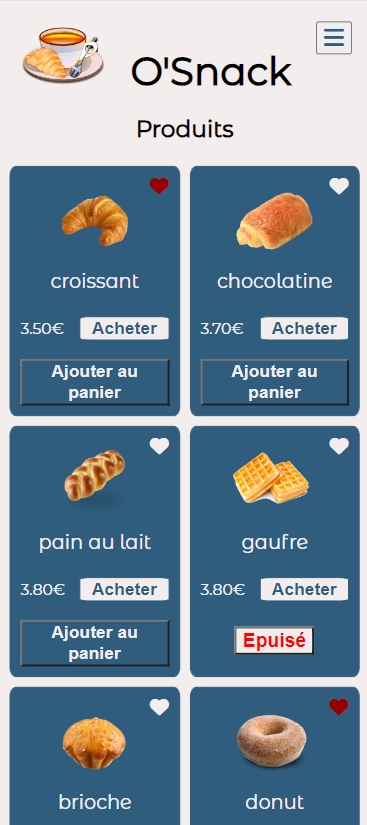 O'Snack
Produits
croissant
chocolatine
3.50€ Acheter
3.70€ Acheter
Ajouter au
panier
Ajouter au
panier
pain au lait
gaufre
3.80€ Acheter
3.80€ Acheter
Ajouter au
panier
Epuisé
brioche
donut